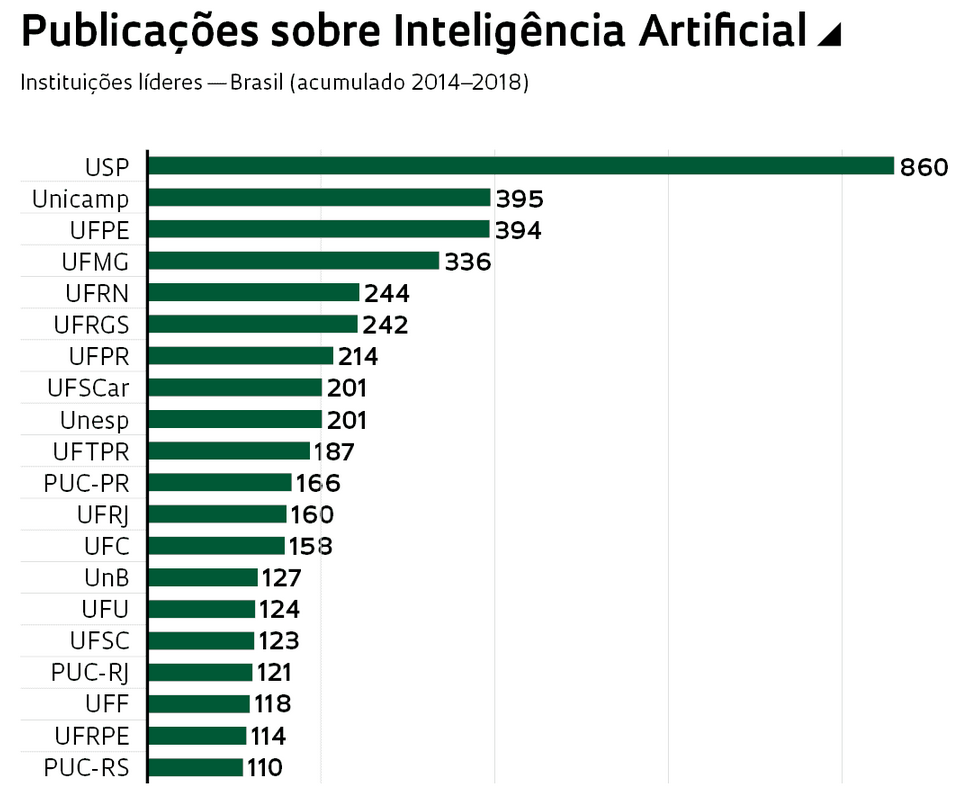 Publicações sobre Inteligência Artificial
Instituições líderes — Brasil (acumulado 2014–2018)
USP 860
Unicamp 395
UFPE 394
UFMG 336
UFRN 244
UFRGS 242
UFPR 214
UFSCar 201
Unesp 201
UFTPR 187
PUC-PR 166
UFRJ 160
UFC 158
UnB 127
UFU 124
UFSC 123
PUC-RJ 121
UFF 118
UFRPE 114
PUC-RS 110